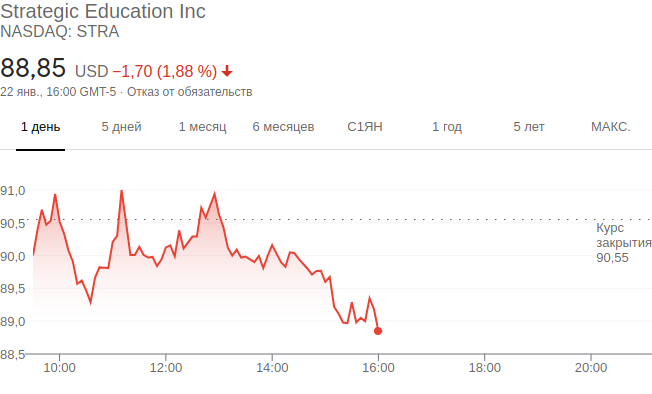 Strategic Education Inc
NASDAQ: STRA
88,85 USD −1,70 (1,88 %)
22 янв., 16:00 GMT-5 · Отказ от обязательств
1 день 5 дней 1 месяц 6 месяцев С1ЯН 1 год 5 лет МАКС.
91,0
90,5
Курс
закрытия
90,55
90,0
89,5
89,0
88,5
10:00 12:00 14:00 16:00 18:00 20:00